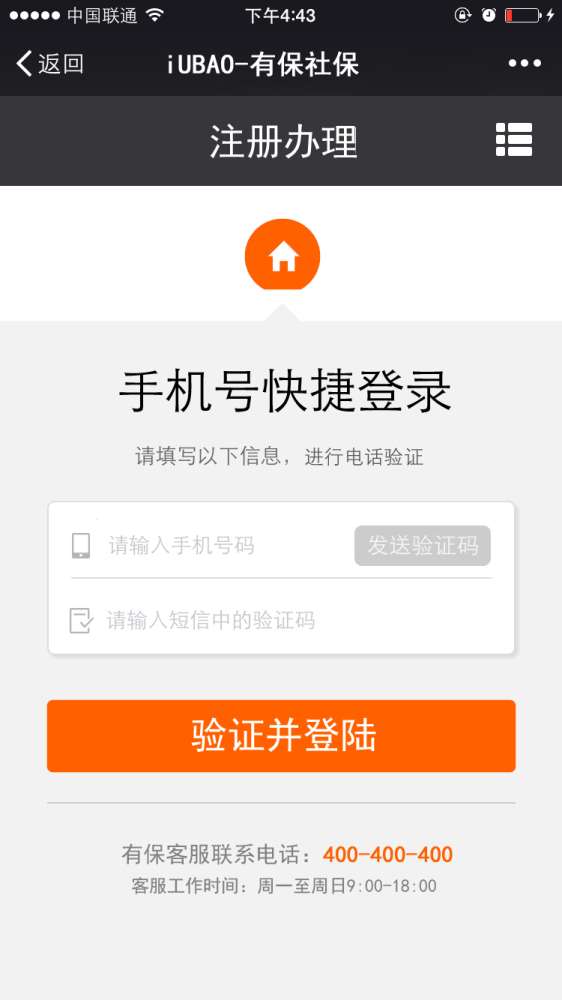 中国联通 下午4:43
返回 iUBAO-有保社保
注册办理
手机号快捷登录
请填写以下信息，进行电话验证
请输入手机号码 发送验证码
请输入短信中的验证码
验证并登陆
有保客服联系电话：400-400-400
客服工作时间：周一至周日9:00-18:00